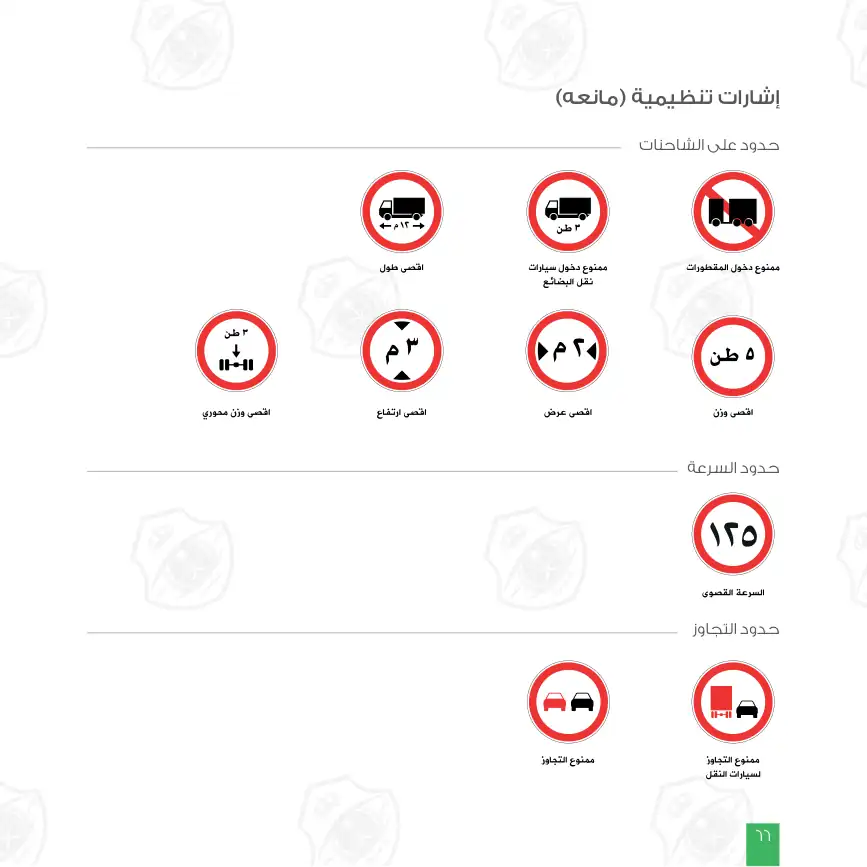 إشارات تنظيمية (مانعه)
حدود على الشاحنات
١٢ م
٣ طن
ممنوع دخول المقطورات
ممنوع دخول سيارات
نقل البضائع
اقصى طول
٥ طن
٢ م
٣ م
٣ طن
اقصى وزن
اقصى عرض
اقصى ارتفاع
اقصى وزن محوري
حدود السرعة
١٢٥
السرعة القصوى
حدود التجاوز
ممنوع التجاوز
لسيارات النقل
ممنوع التجاوز
٦٦